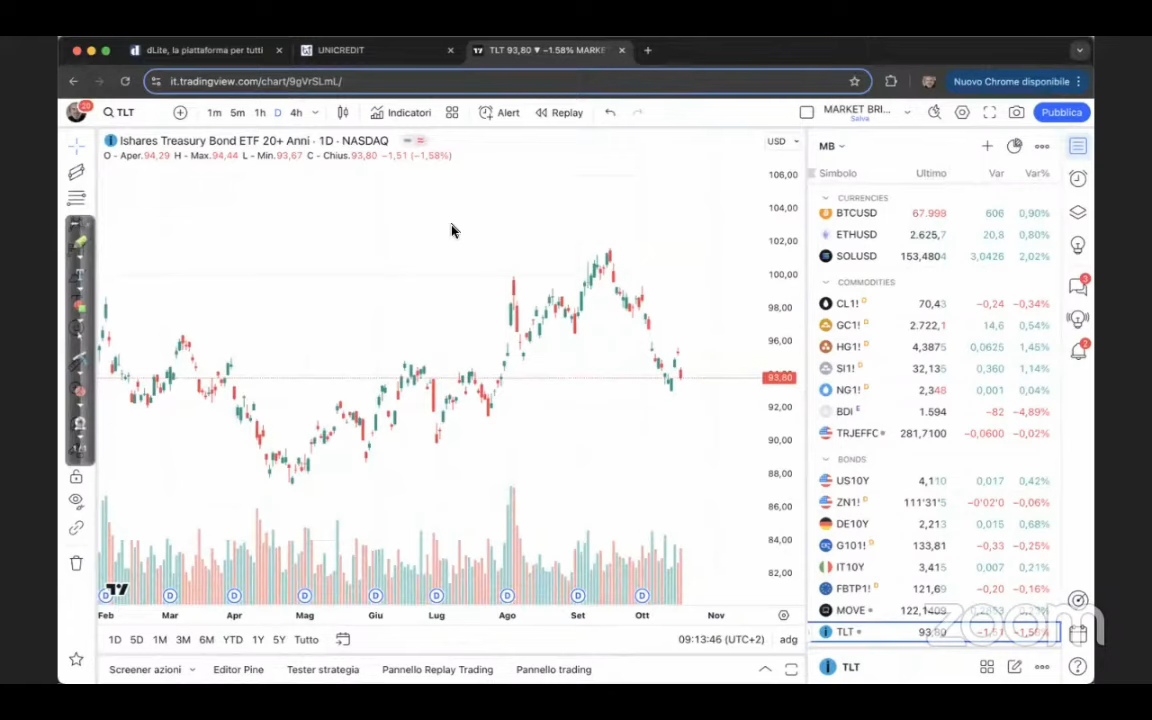 dLite, la piattaforma per tutti
UNICREDIT
TLT 93,80 ▼ −1.58% MARKE
it.tradingview.com/chart/9gVrSLmL/
Nuovo Chrome disponibile
20
TLT
1m 5m 1h D 4h
Indicatori
Alert
Replay
MARKET BRI...
Salva
Pubblica
Ishares Treasury Bond ETF 20+ Anni · 1D · NASDAQ
O - Aper.94,29 H - Max.94,44 L - Min.93,67 C - Chius.93,80 −1,51 (−1,58%)
USD
106,00
104,00
102,00
100,00
98,00
96,00
93,80
92,00
90,00
88,00
86,00
84,00
82,00
D D D D D D D D D
Feb Mar Apr Mag Giu Lug Ago Set Ott Nov
1D 5D 1M 3M 6M YTD 1Y 5Y Tutto
09:13:46 (UTC+2)
adg
Screener azioni
Editor Pine
Tester strategia
Pannello Replay Trading
Pannello trading
MB
Simbolo Ultimo Var Var%
CURRENCIES
BTCUSD 67.998 606 0,90%
ETHUSD 2.625,7 20,8 0,80%
SOLUSD 153,4804 3,0426 2,02%
COMMODITIES
CL1! D 70,43 −0,24 −0,34%
GC1! D 2.722,1 14,6 0,54%
HG1! D 4,3875 0,0625 1,45%
SI1! D 32,135 0,360 1,14%
NG1! D 2,348 0,001 0,04%
BDI E 1.594 −82 −4,89%
TRJEFFC 281,7100 −0,0600 −0,02%
BONDS
US10Y 4,110 0,017 0,42%
ZN1! D 111'31'5 −0'02'0 −0,06%
DE10Y 2,213 0,015 0,68%
G101! D 133,81 −0,33 −0,25%
IT10Y 3,415 0,007 0,21%
FBTP1! D 121,69 −0,20 −0,16%
MOVE 122,1409
TLT 93,80 −1,51 −1,58%
TLT
3
2
zoom